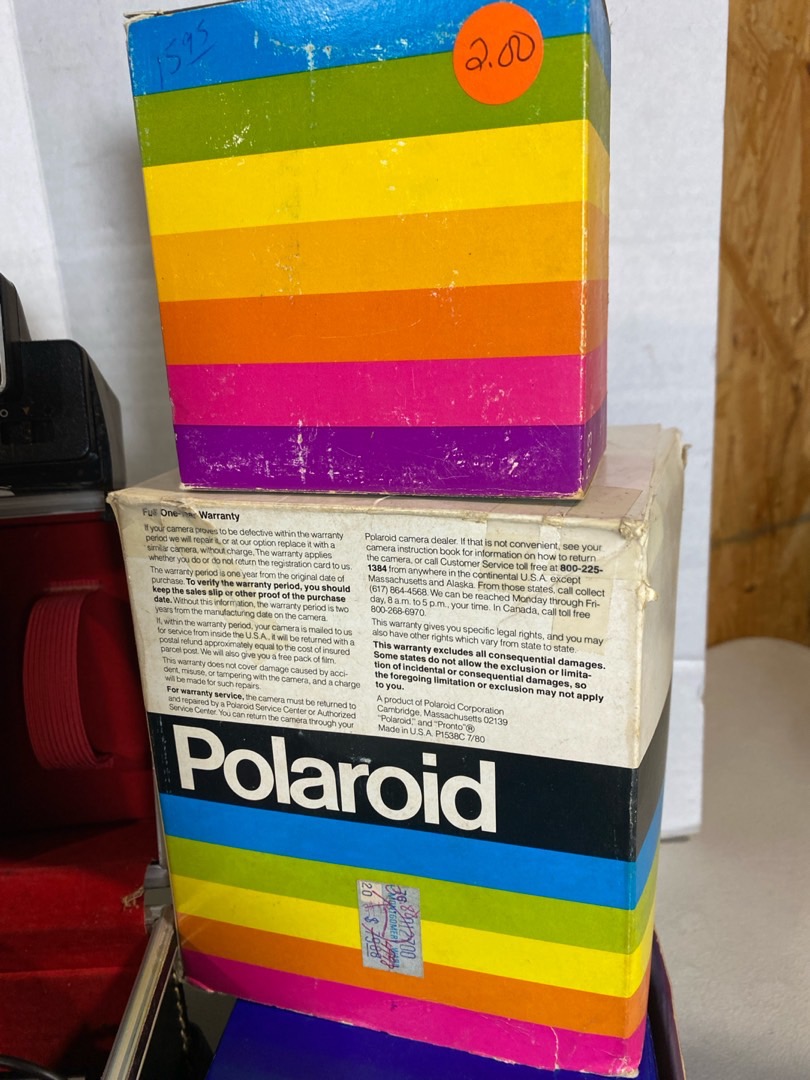 1595
2.00
Full One- Warranty
If your camera proves to be defective within the warranty
period we will repair it, or at our option replace it with a
similar camera, without charge. The warranty applies
whether you do or do not return the registration card to us.
The warranty period is one year from the original date of
purchase. To verify the warranty period, you should
keep the sales slip or other proof of the purchase
date. Without this information, the warranty period is two
years from the manufacturing date on the camera.
If, within the warranty period, your camera is mailed to us
for service from inside the U.S.A., it will be returned with a
postal refund approximately equal to the cost of insured
parcel post. We will also give you a free pack of film.
This warranty does not cover damage caused by acci-
dent, misuse, or tampering with the camera, and a charge
will be made for such repairs.
For warranty service, the camera must be returned to
and repaired by a Polaroid Service Center or Authorized
Service Center. You can return the camera through your
Polaroid camera dealer. If that is not convenient, see your
camera instruction book for information on how to return
the camera, or call Customer Service toll free at 800-225-
1384 from anywhere in the continental U.S.A. except
Massachusetts and Alaska. From those states, call collect
(617) 864-4568. We can be reached Monday through Fri-
day, 8 a.m. to 5 p.m., your time. In Canada, call toll free
800-268-6970.
This warranty gives you specific legal rights, and you may
also have other rights which vary from state to state.
This warranty excludes all consequential damages.
Some states do not allow the exclusion or limita-
tion of incidental or consequential damages, so
the foregoing limitation or exclusion may not apply
to you.
A product of Polaroid Corporation
Cambridge, Massachusetts 02139
"Polaroid," and "Pronto"®
Made in U.S.A. P1538C 7/80
Polaroid
MONTGOMERY WARD
20